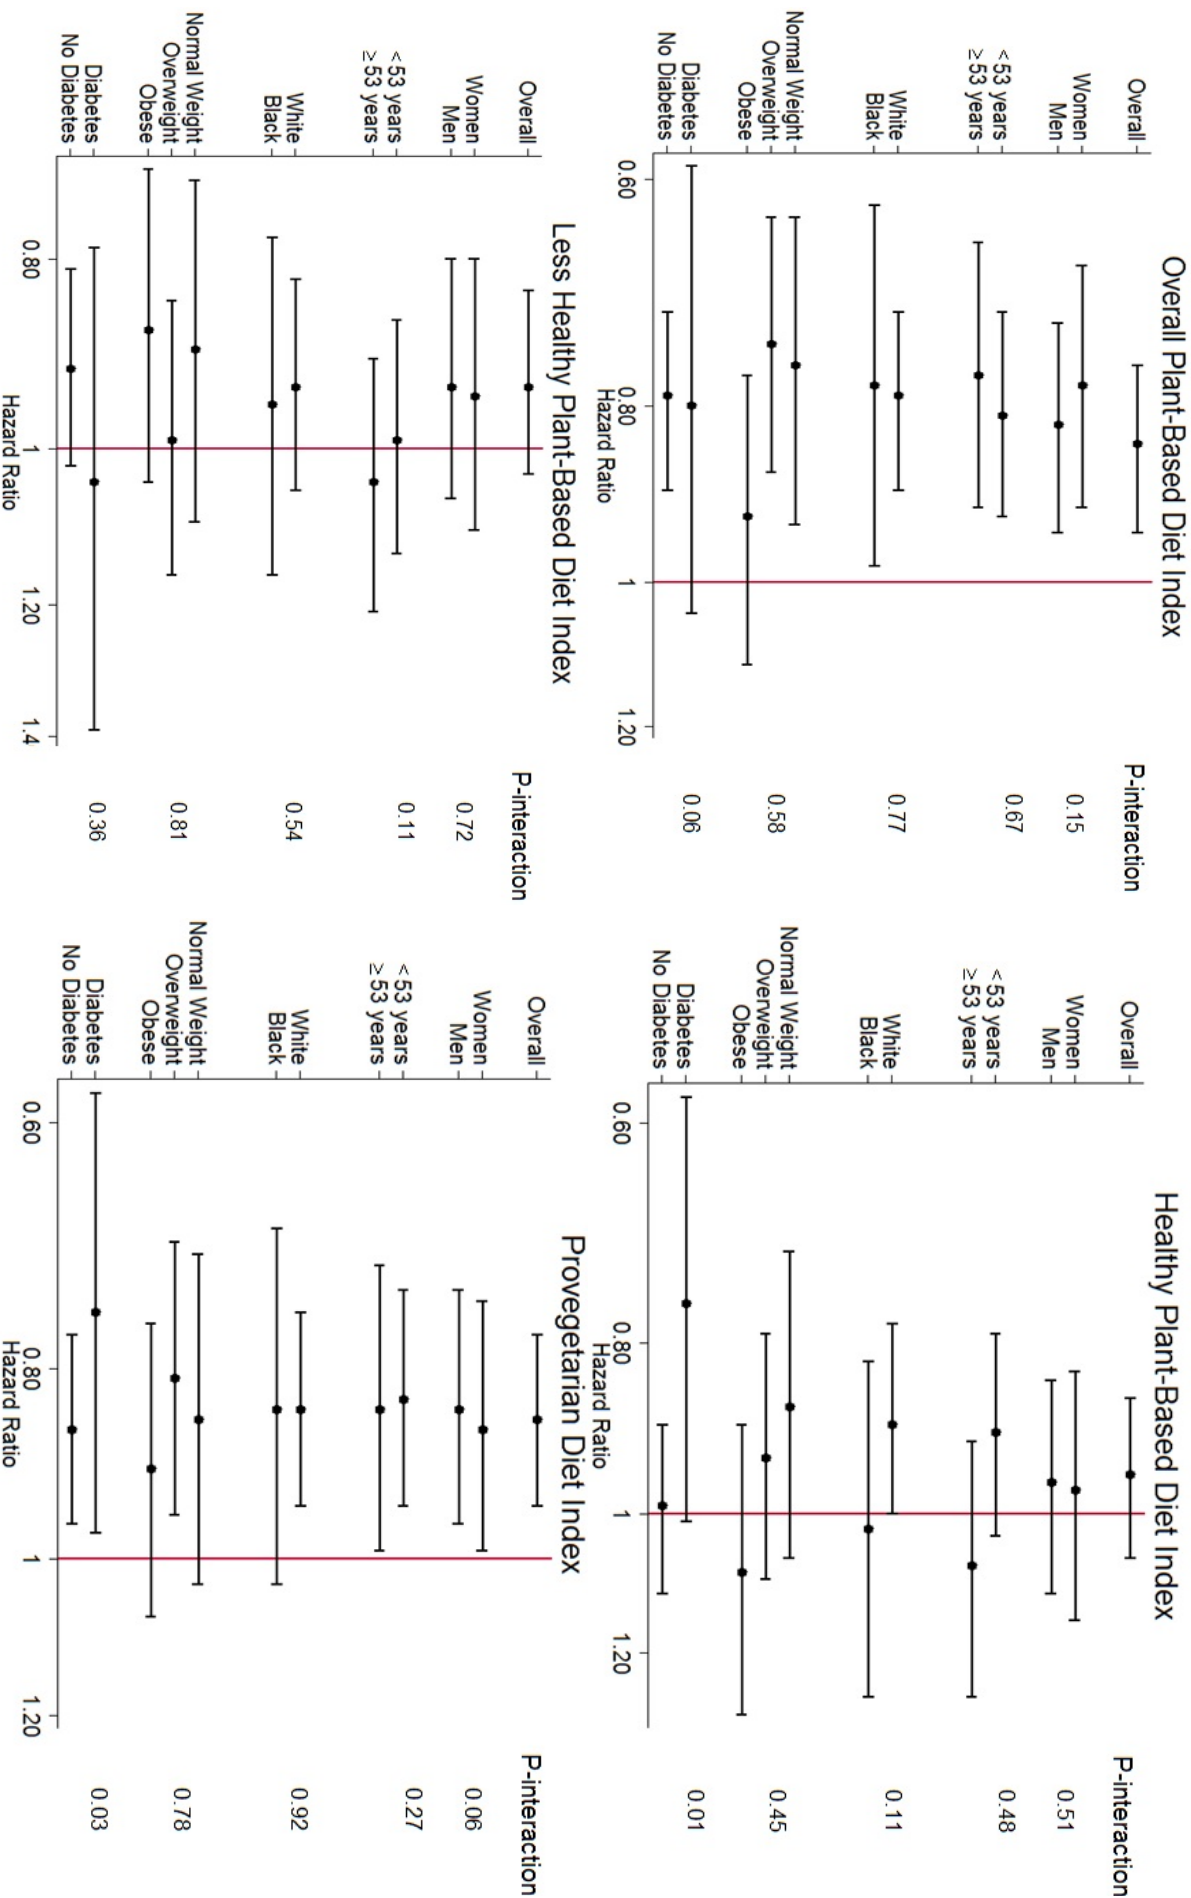 Overall Plant-Based Diet Index
P-interaction
Overall
Women
0.15
Men
< 53 years
0.67
≥ 53 years
White
0.77
Black
Normal Weight
Overweight
0.58
Obese
Diabetes
0.06
No Diabetes
0.60
0.80
1
1.20
Hazard Ratio
Healthy Plant-Based Diet Index
P-interaction
Overall
Women
0.51
Men
< 53 years
0.48
≥ 53 years
White
0.11
Black
Normal Weight
Overweight
0.45
Obese
Diabetes
0.01
No Diabetes
0.60
0.80
1
1.20
Hazard Ratio
Less Healthy Plant-Based Diet Index
P-interaction
Overall
Women
0.72
Men
< 53 years
0.11
≥ 53 years
White
0.54
Black
Normal Weight
Overweight
0.81
Obese
Diabetes
0.36
No Diabetes
0.80
1
1.20
1.4
Hazard Ratio
Provegetarian Diet Index
P-interaction
Overall
Women
0.06
Men
< 53 years
0.27
≥ 53 years
White
0.92
Black
Normal Weight
Overweight
0.78
Obese
Diabetes
0.03
No Diabetes
0.60
0.80
1
1.20
Hazard Ratio